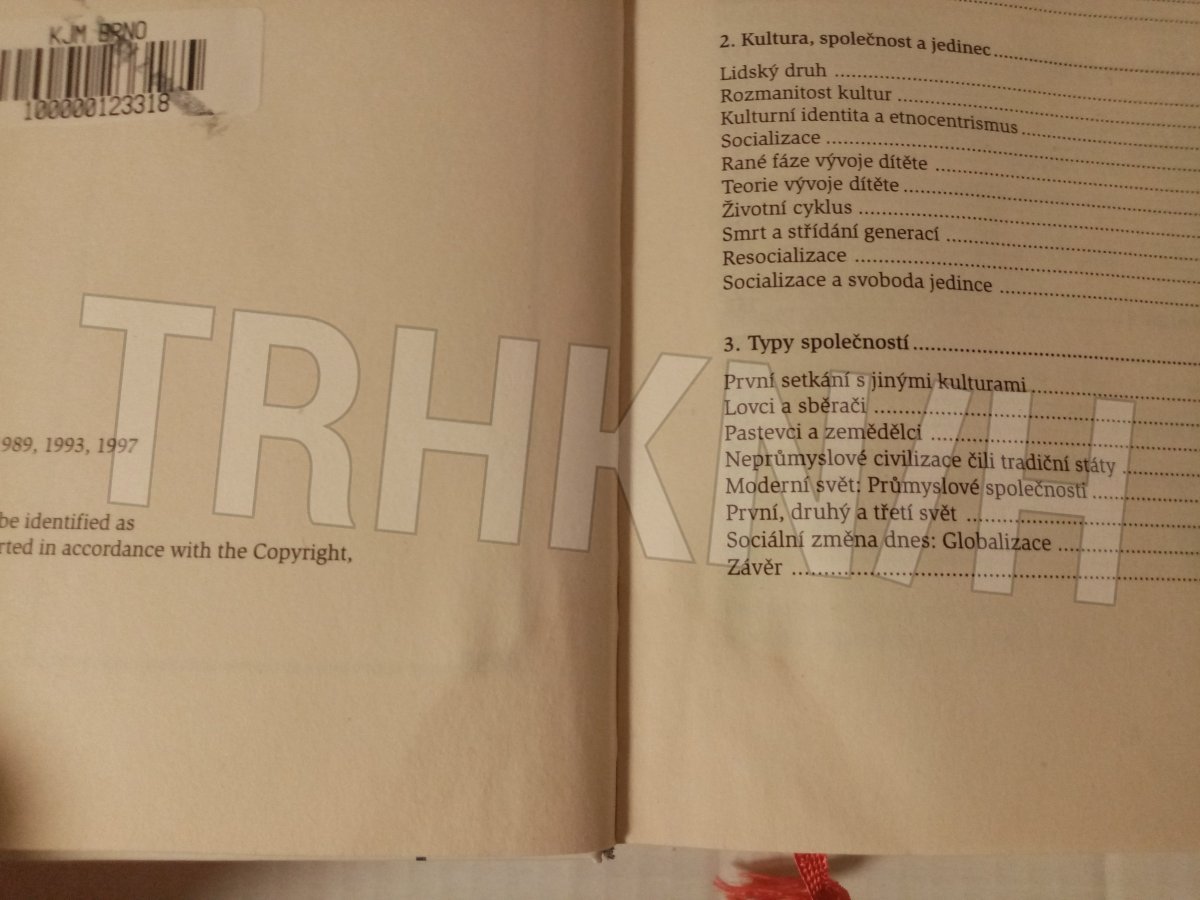 KJM BRNO
100000123318
989, 1993, 1997
be identified as
rted in accordance with the Copyright,
2. Kultura, společnost a jedinec
Lidský druh
Rozmanitost kultur
Kulturní identita a etnocentrismus
Socializace
Rané fáze vývoje dítěte
Teorie vývoje dítěte
Životní cyklus
Smrt a střídání generací
Resocializace
Socializace a svoboda jedince
3. Typy společností
První setkání s jinými kulturami
Lovci a sběrači
Pastevci a zemědělci
Neprůmyslové civilizace čili tradiční státy
Moderní svět: Průmyslové společnosti
První, druhý a třetí svět
Sociální změna dnes: Globalizace
Závěr
TRHKNIH